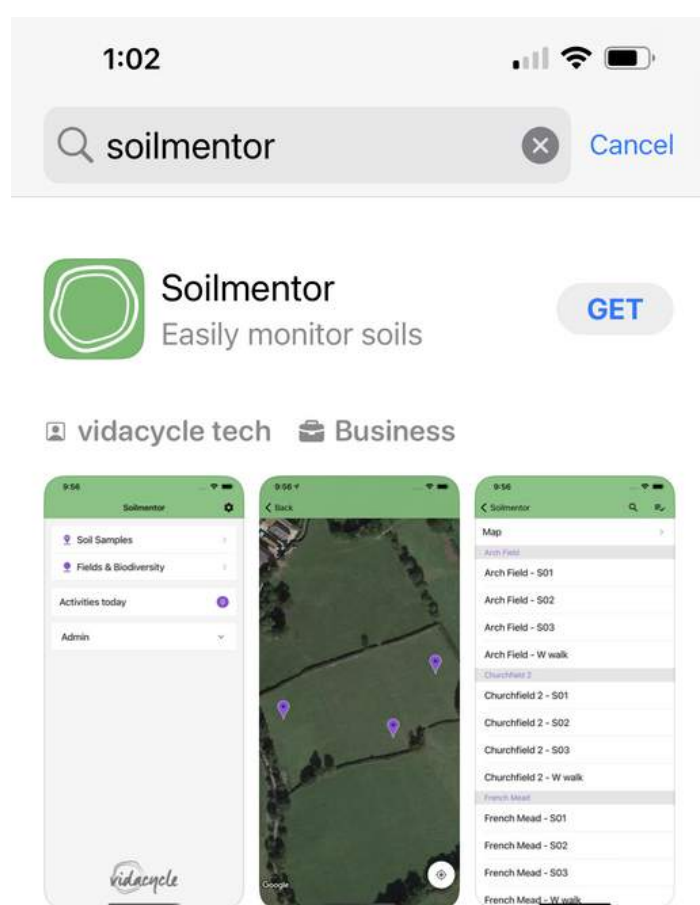 1:02
soilmentor
Cancel
Soilmentor
Easily monitor soils
GET
vidacycle tech
Business
9:56
Soilmentor
Soil Samples
Fields & Biodiversity
Activities today
Admin
vidacycle
9:56
Back
Google
9:56
Soilmentor
Map
Arch Field
Arch Field - S01
Arch Field - S02
Arch Field - S03
Arch Field - W walk
Churchfield 2
Churchfield 2 - S01
Churchfield 2 - S02
Churchfield 2 - S03
Churchfield 2 - W walk
French Mead
French Mead - S01
French Mead - S02
French Mead - S03
French Mead - W walk